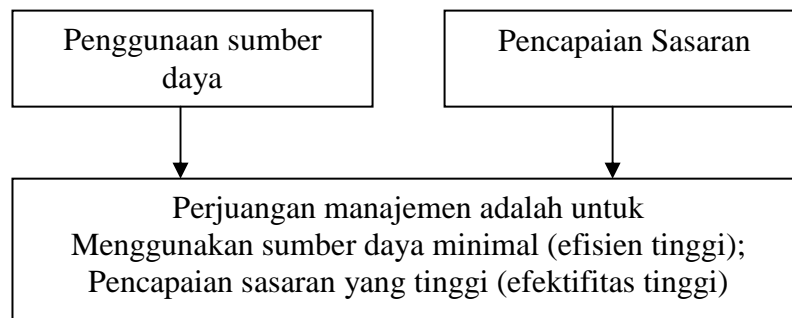 Penggunaan sumber
daya
Pencapaian Sasaran
Perjuangan manajemen adalah untuk
Menggunakan sumber daya minimal (efisien tinggi);
Pencapaian sasaran yang tinggi (efektifitas tinggi)